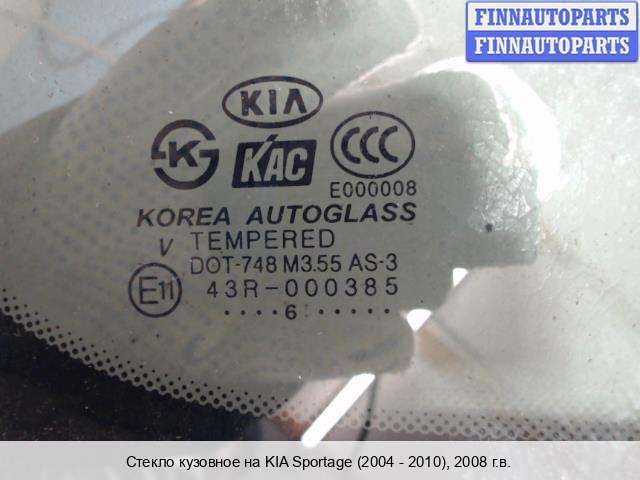 FINNAUTOPARTS
FINNAUTOPARTS
KIA
K S KAC CCC
E000008
KOREA AUTOGLASS
V TEMPERED
DOT-748 M3.55 AS-3
E11 43R-000385
....6.....
Стекло кузовное на KIA Sportage (2004 - 2010), 2008 г.в.